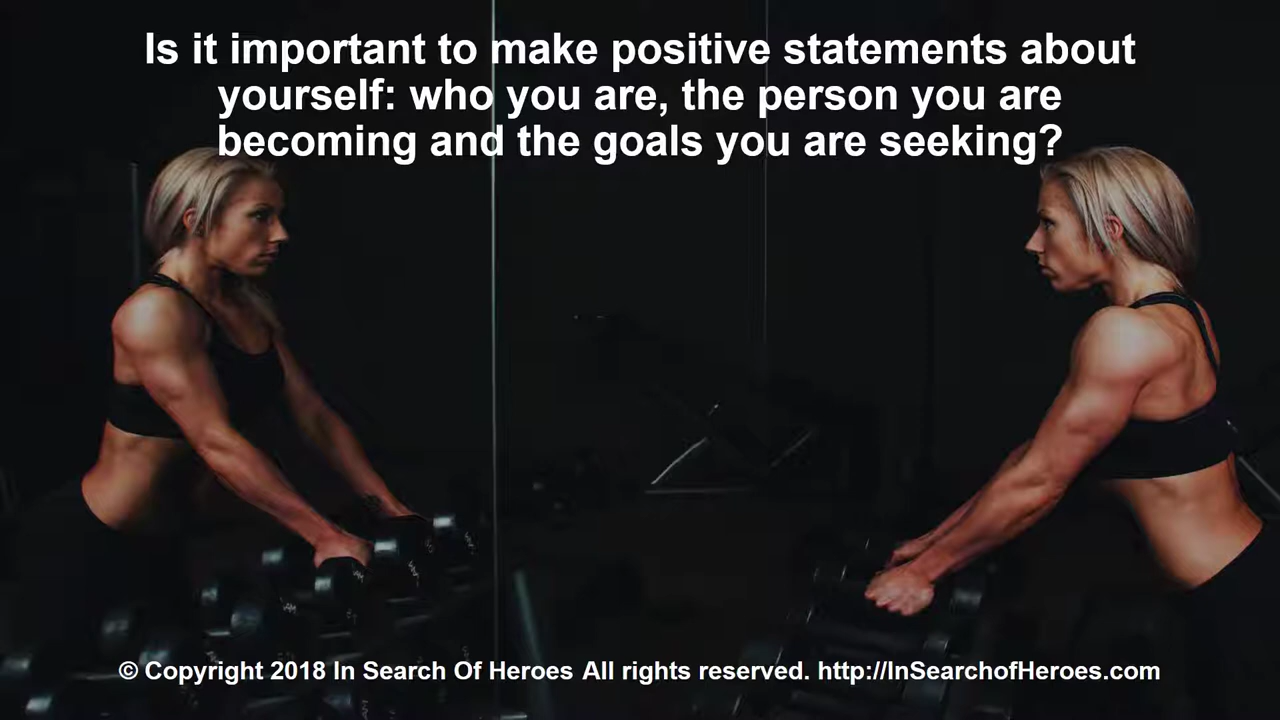 Is it important to make positive statements about
yourself: who you are, the person you are
becoming and the goals you are seeking?
© Copyright 2018 In Search Of Heroes All rights reserved. http://InSearchofHeroes.com